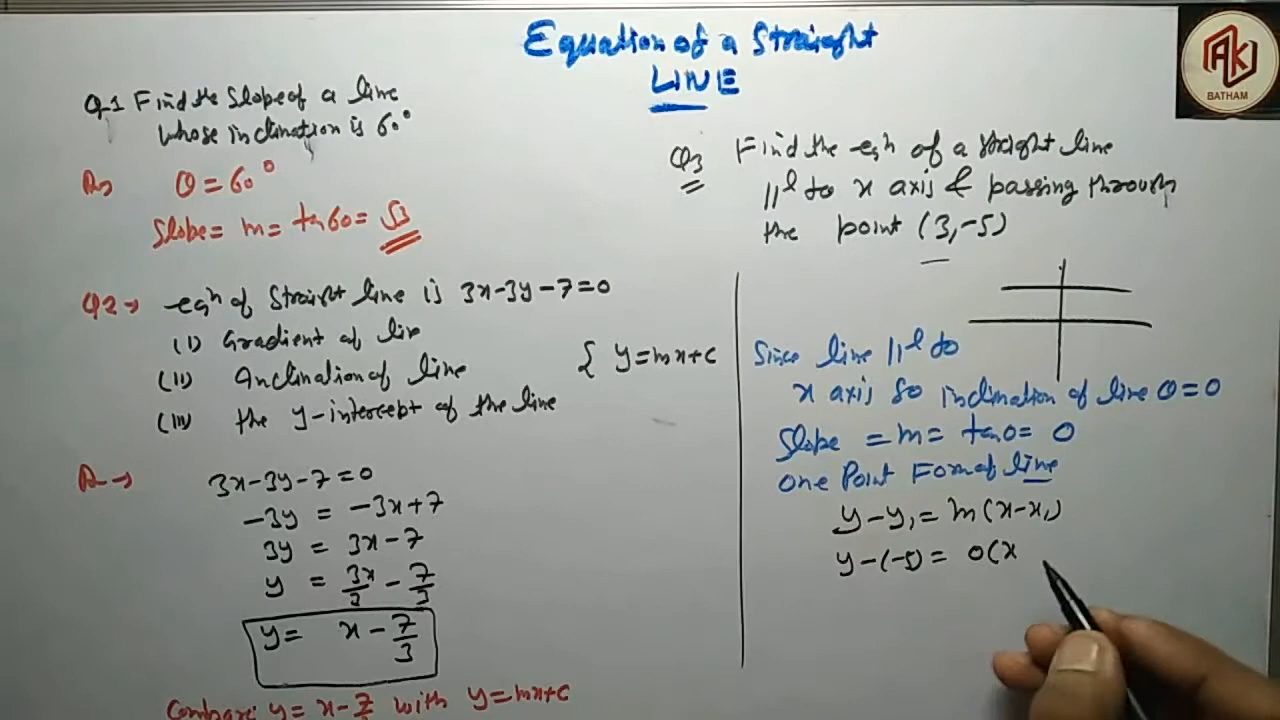 Equation of a Straight
LINE
AK
BATHAM
Q.1 Find the Slope of a line
whose inclination is 60°
Ans θ = 60°
Slope = m = tan60 = √3
Q2→ eqn of Straight line is 3x-3y-7=0
(I) Gradient of line
(II) Inclination of line
(III) the y-intercept of the line
{ y=mx+c
A→ 3x-3y-7=0
-3y = -3x+7
3y = 3x-7
y = 3x/3 - 7/3
y = x - 7/3
Compare y = x - 7/3 with y=mx+c
Q3 Find the eqn of a straight line
||l to x axis & passing through
the point (3,-5)
Since line ||l to
x axis so inclination of line θ=0
Slope = m = tan0 = 0
One Point Form of line
y-y₁ = m(x-x₁)
y-(-5) = 0(x